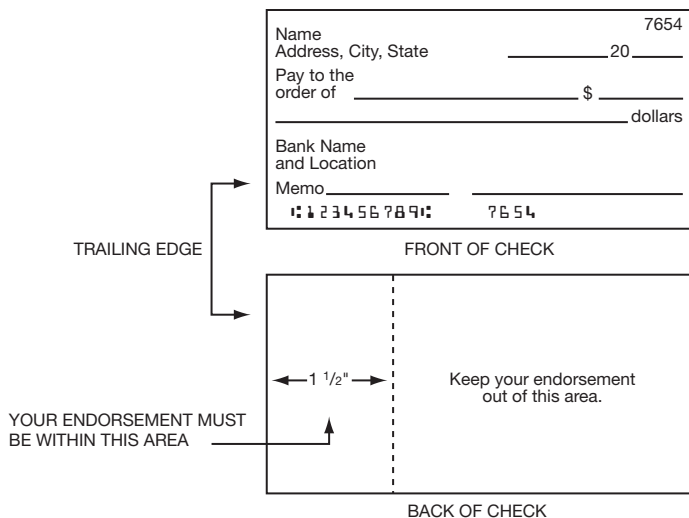 7654
Name
Address, City, State 20
Pay to the
order of $
dollars
Bank Name
and Location
Memo
⑆123456789⑆ 7654
TRAILING EDGE
FRONT OF CHECK
1 1/2"
Keep your endorsement
out of this area.
YOUR ENDORSEMENT MUST
BE WITHIN THIS AREA
BACK OF CHECK